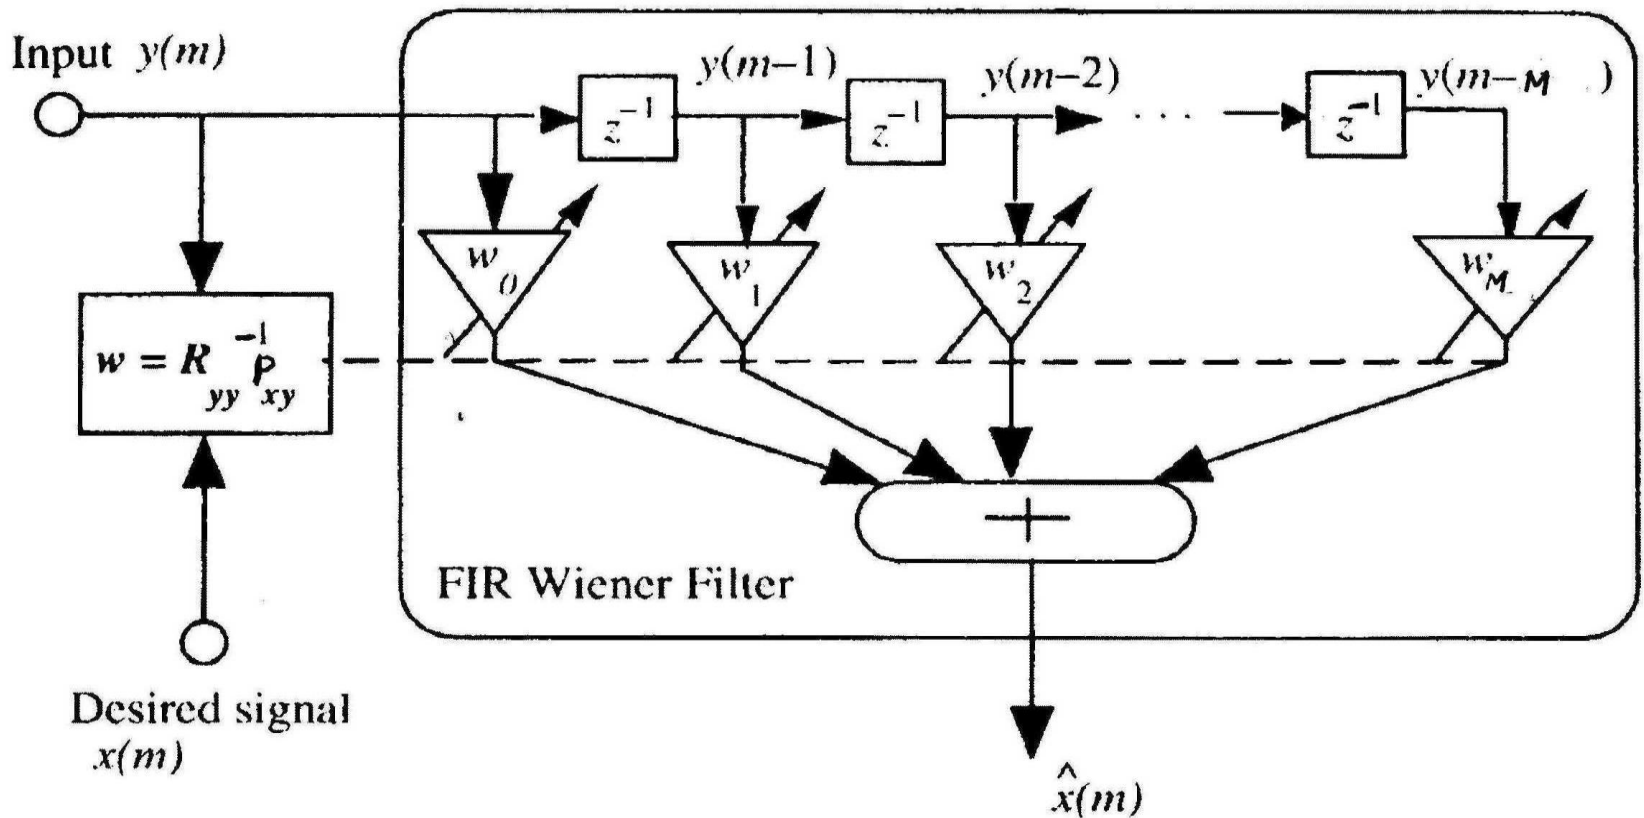 Input y(m)
y(m–1)
y(m–2)
y(m–M )
z⁻¹
z⁻¹
. . .
z⁻¹
w₀
w₁
w₂
w_M
w = R_yy⁻¹ p_xy
+
FIR Wiener Filter
Desired signal
x(m)
x̂(m)